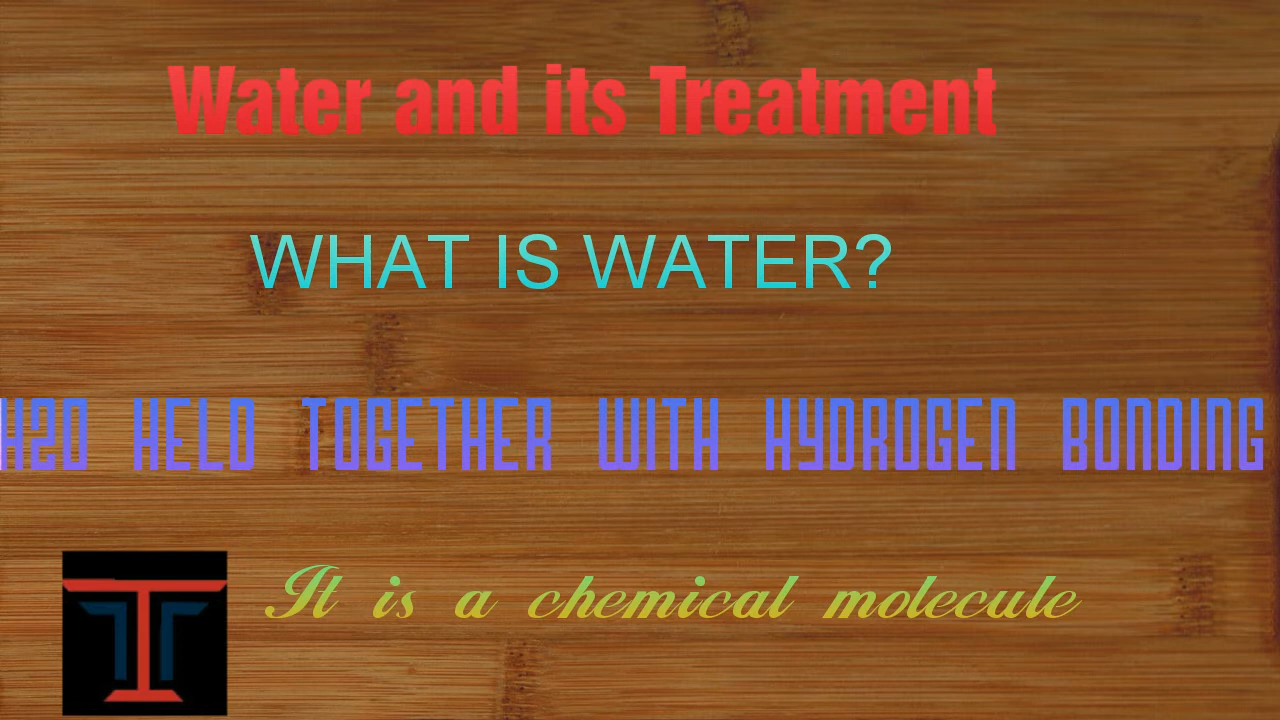 Water and its Treatment
WHAT IS WATER?
H2O HELD TOGETHER WITH HYDROGEN BONDING
It is a chemical molecule